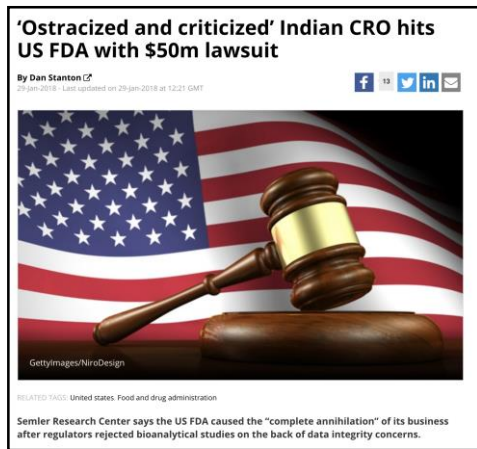 ‘Ostracized and criticized’ Indian CRO hits
US FDA with $50m lawsuit
By Dan Stanton
29-Jan-2018 - Last updated on 29-Jan-2018 at 12:21 GMT
13
GettyImages/NiroDesign
RELATED TAGS: United states, Food and drug administration
Semler Research Center says the US FDA caused the “complete annihilation” of its business
after regulators rejected bioanalytical studies on the back of data integrity concerns.